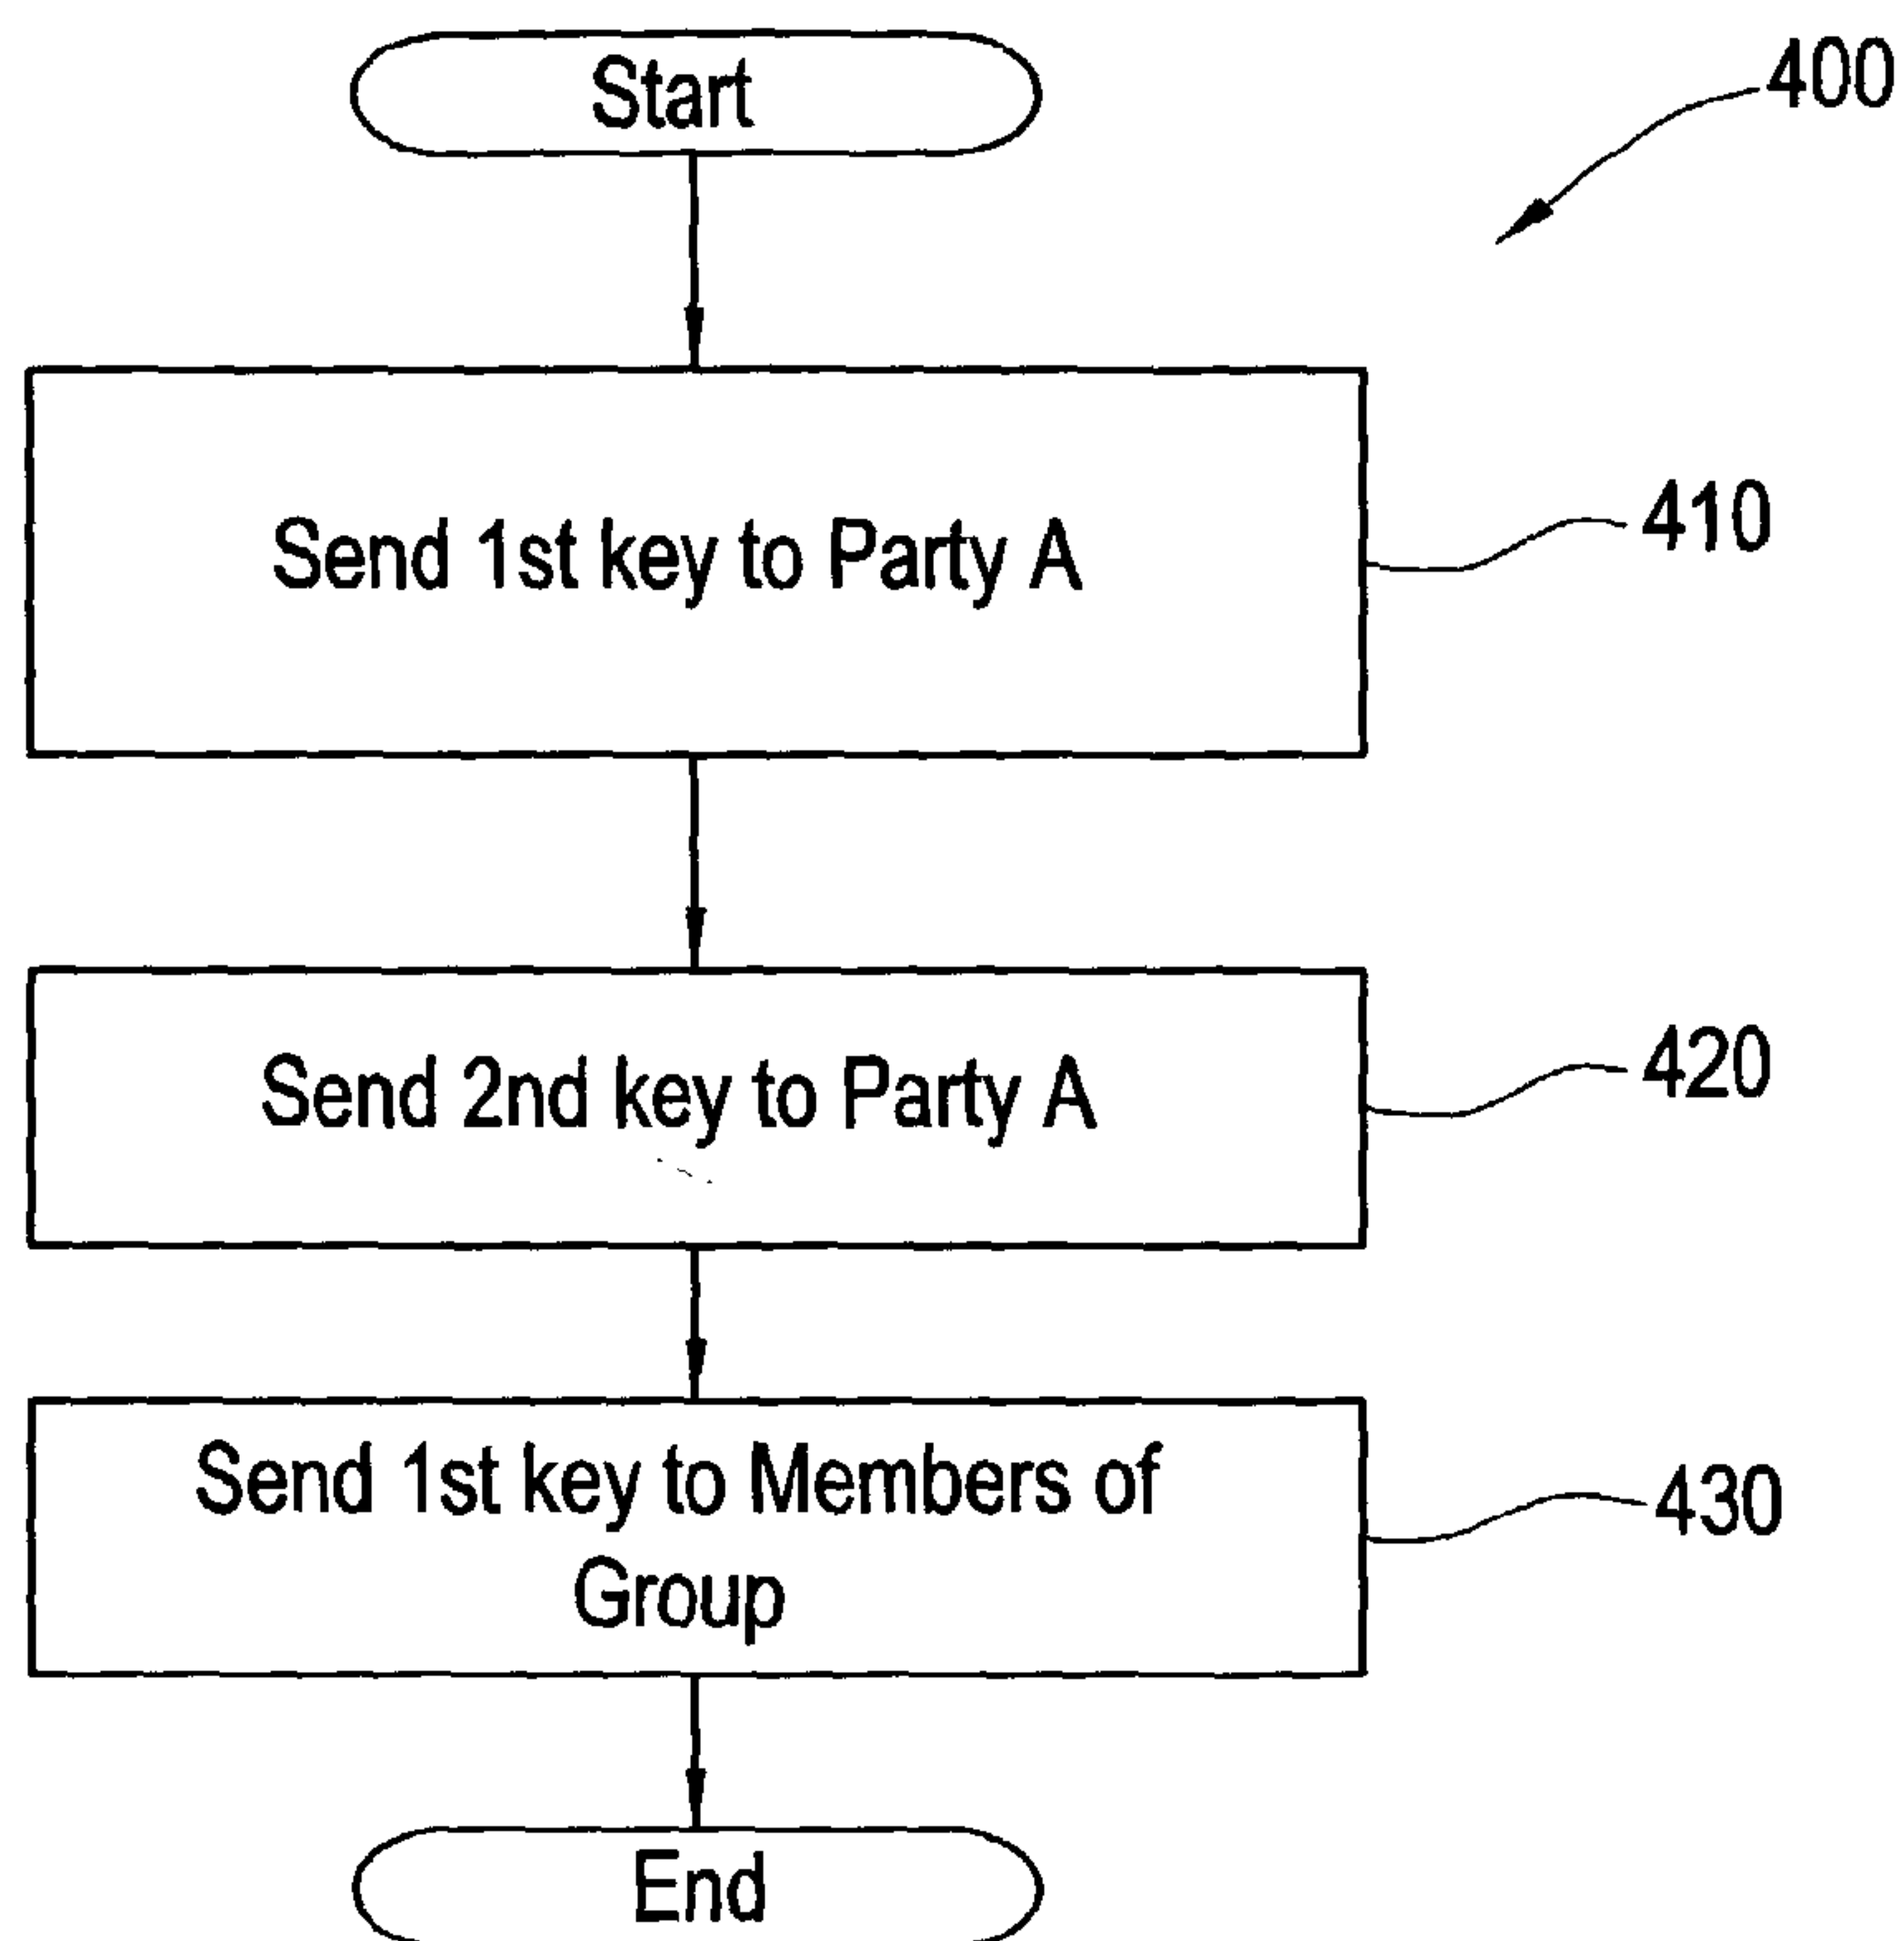 Start
400
Send 1st key to Party A
410
Send 2nd key to Party A
420
Send 1st key to Members of
Group
430
End